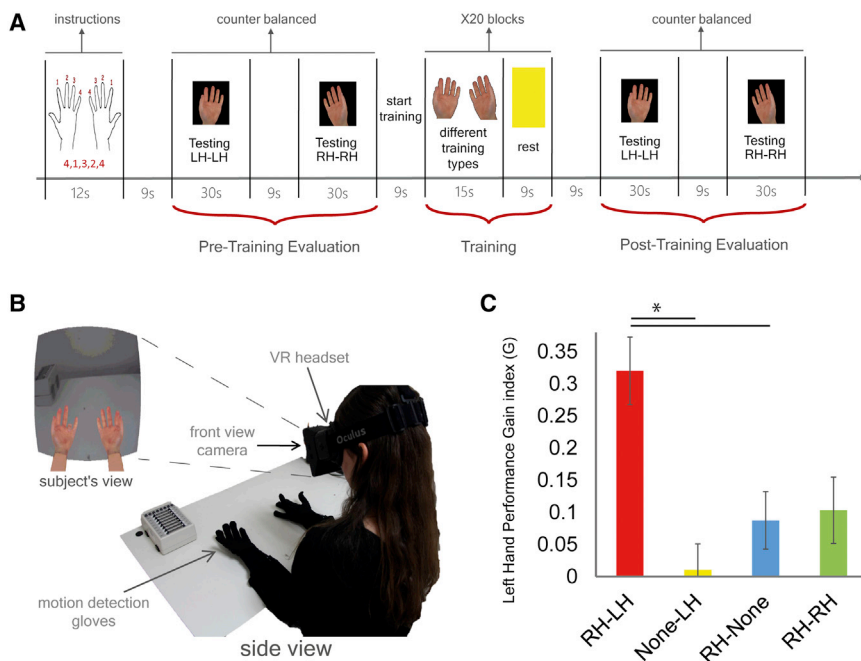 A
instructions
counter balanced
X20 blocks
counter balanced
1 2 3 4
4 3 2 1
4,1,3,2,4
Testing
LH-LH
Testing
RH-RH
start
training
different
training
types
rest
Testing
LH-LH
Testing
RH-RH
12s 9s 30s 9s 30s 9s 15s 9s 9s 30s 9s 30s
Pre-Training Evaluation
Training
Post-Training Evaluation
B
VR headset
front view
camera
Oculus
subject's view
motion detection
gloves
side view
C
*
Left Hand Performance Gain index (G)
0.35
0.3
0.25
0.2
0.15
0.1
0.05
0
RH-LH
None-LH
RH-None
RH-RH